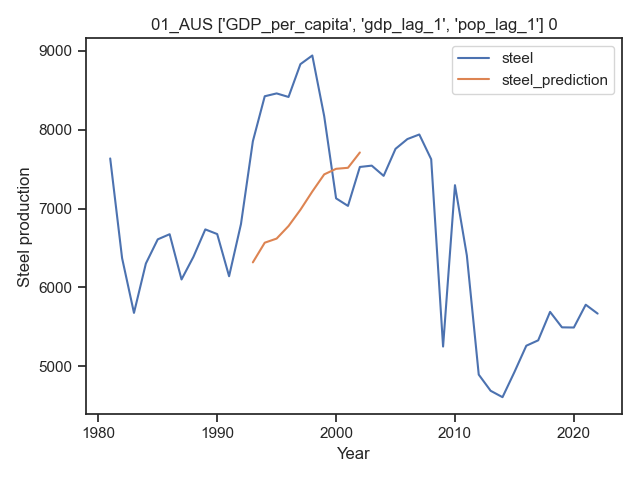 01_AUS ['GDP_per_capita', 'gdp_lag_1', 'pop_lag_1'] 0
steel
steel_prediction
Steel production
9000
8000
7000
6000
5000
1980
1990
2000
2010
2020
Year